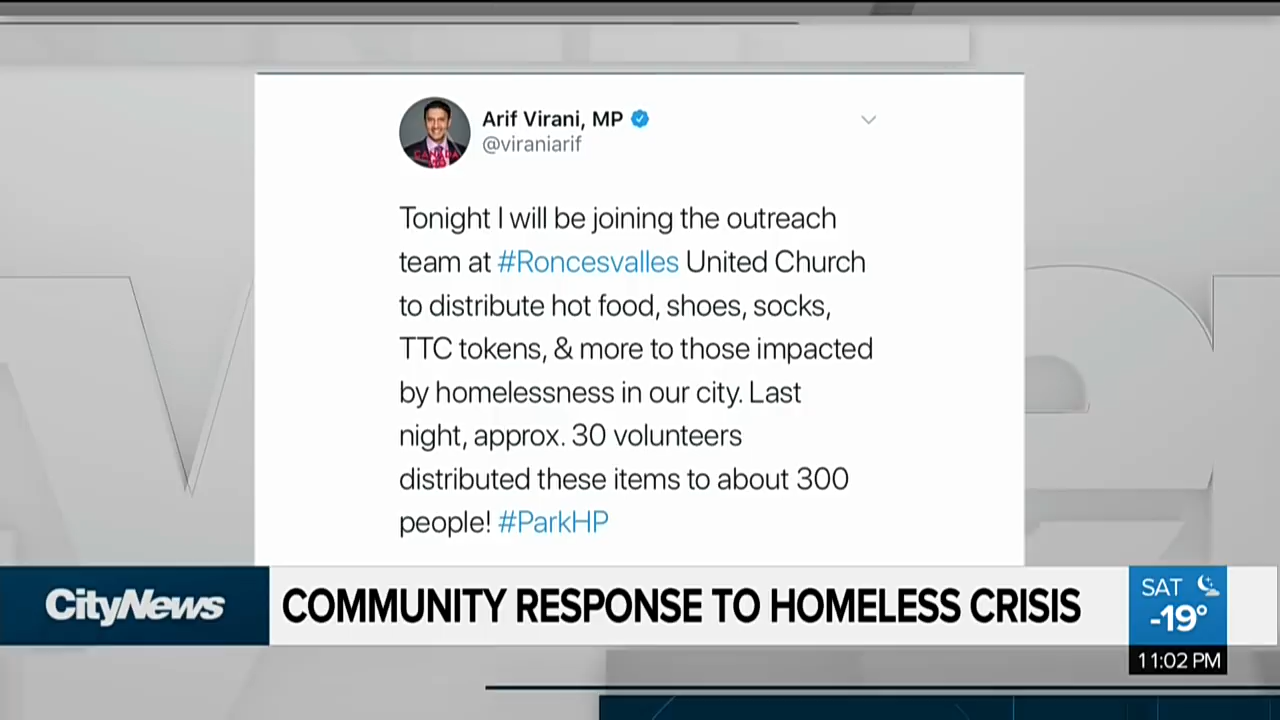 Arif Virani, MP
@viraniarif
Tonight I will be joining the outreach
team at #Roncesvalles United Church
to distribute hot food, shoes, socks,
TTC tokens, & more to those impacted
by homelessness in our city. Last
night, approx. 30 volunteers
distributed these items to about 300
people! #ParkHP
CityNews
COMMUNITY RESPONSE TO HOMELESS CRISIS
SAT
-19°
11:02 PM